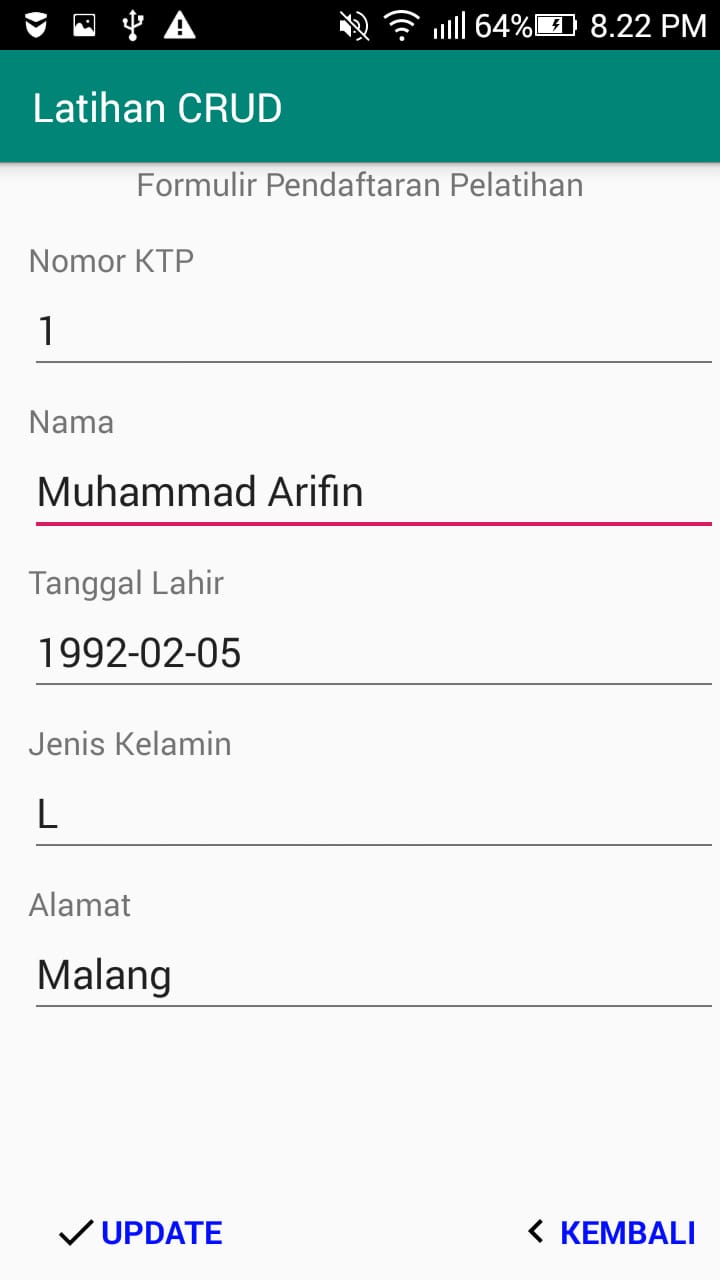 64% 8.22 PM
Latihan CRUD
Formulir Pendaftaran Pelatihan
Nomor KTP
1
Nama
Muhammad Arifin
Tanggal Lahir
1992-02-05
Jenis Kelamin
L
Alamat
Malang
UPDATE KEMBALI